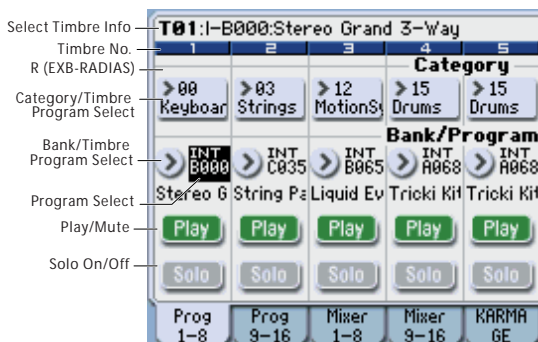 Select Timbre Info
T01:I-B000:Stereo Grand 3-Way
Timbre No.
1 2 3 4 5
R (EXB-RADIAS)
Category
Category/Timbre
Program Select
00 03 12 15 15
Keyboar Strings MotionSy Drums Drums
Bank/Program
Bank/Timbre
Program Select
INT INT INT INT INT
B000 C035 B065 A068 A068
Program Select
Stereo G String Pa Liquid Ev Tricki Kit Tricki Kit
Play/Mute
Play Play Play Play Play
Solo On/Off
Solo Solo Solo Solo Solo
Prog Prog Mixer Mixer KARMA
1-8 9-16 1-8 9-16 GE